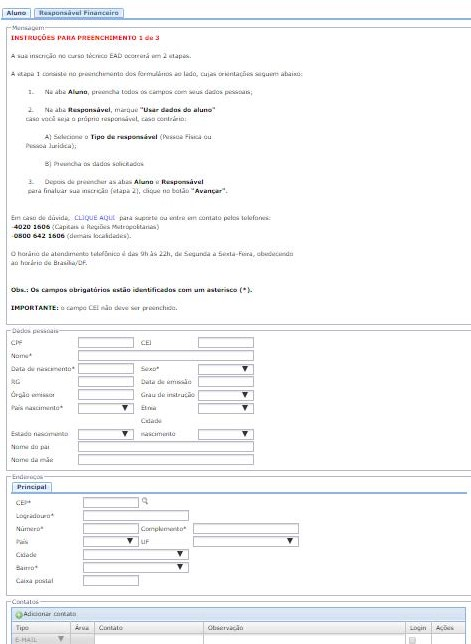 Aluno Responsável Financeiro
Mensagem
INSTRUÇÕES PARA PREENCHIMENTO 1 de 3
A sua inscrição no curso técnico EAD ocorrerá em 2 etapas.
A etapa 1 consiste no preenchimento dos formulários ao lado, cujas orientações seguem abaixo:
1. Na aba Aluno, preencha todos os campos com seus dados pessoais;
2. Na aba Responsável, marque "Usar dados do aluno"
caso você seja o próprio responsável, caso contrário:
A) Selecione o Tipo de responsável (Pessoa Física ou
Pessoa Jurídica);
B) Preencha os dados solicitados
3. Depois de preencher as abas Aluno e Responsável
para finalizar sua inscrição (etapa 2), clique no botão "Avançar".
Em caso de dúvida, CLIQUE AQUI para suporte ou entre em contato pelos telefones:
-4020 1606 (Capitais e Regiões Metropolitanas)
-0800 642 1606 (demais localidades).
O horário de atendimento telefônico é das 9h às 22h, de Segunda a Sexta-Feira, obedecendo
ao horário de Brasília/DF.
Obs.: Os campos obrigatórios estão identificados com um asterisco (*).
IMPORTANTE: o campo CEI não deve ser preenchido.
Dados pessoais
CPF CEI
Nome*
Data de nascimento* Sexo*
RG Data de emissão
Órgão emissor Grau de instrução
País nascimento* Etnia
Cidade
Estado nascimento nascimento
Nome do pai
Nome da mãe
Endereços
Principal
CEP*
Logradouro*
Número* Complemento*
País UF
Cidade
Bairro*
Caixa postal
Contatos
Adicionar contato
Tipo Área Contato Observação Login Ações
E-MAIL